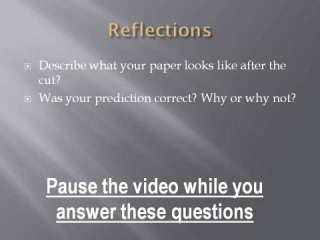 Reflections
Describe what your paper looks like after the
cut?
Was your prediction correct? Why or why not?
Pause the video while you
answer these questions